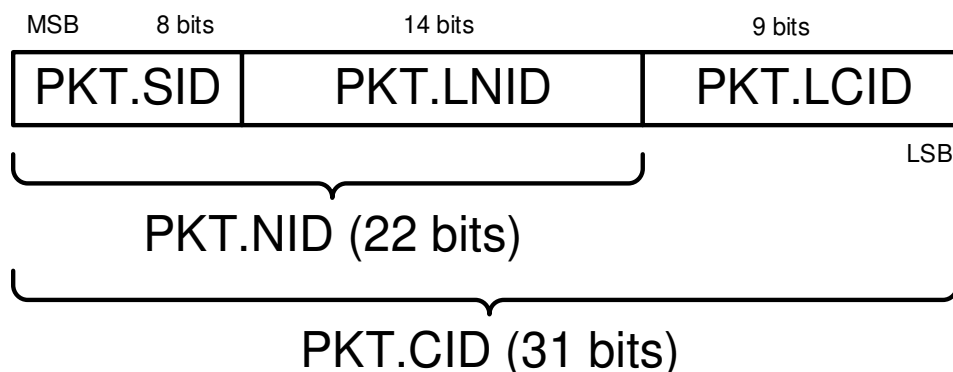 MSB 8 bits 14 bits 9 bits
PKT.SID PKT.LNID PKT.LCID
LSB
PKT.NID (22 bits)
PKT.CID (31 bits)